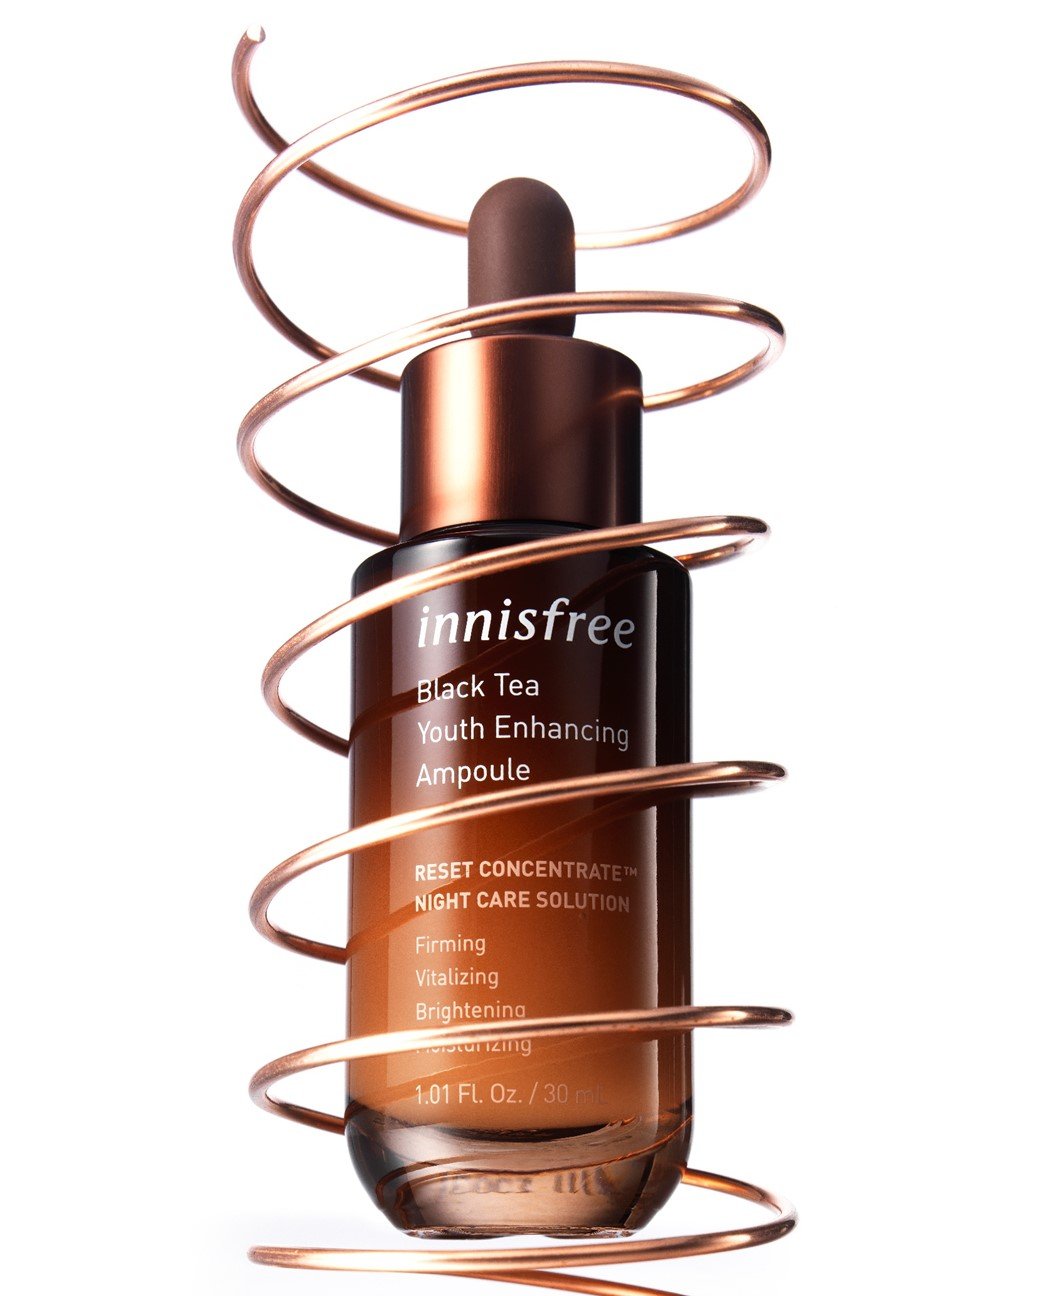 innisfree
Black Tea
Youth Enhancing
Ampoule
RESET CONCENTRATE™
NIGHT CARE SOLUTION
Firming
Vitalizing
Brightening
Moisturizing
1.01 Fl. Oz. / 30 mL